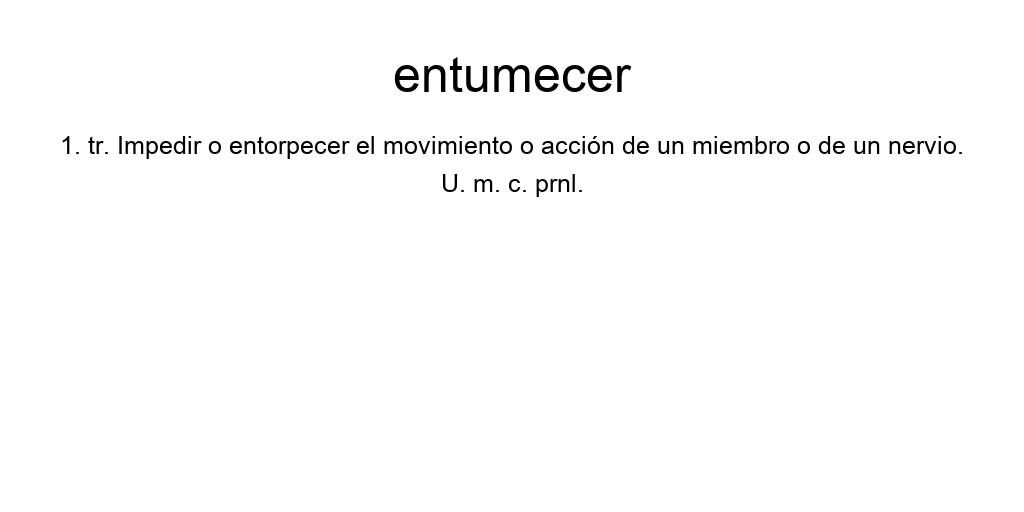 entumecer
1. tr. Impedir o entorpecer el movimiento o acción de un miembro o de un nervio.
U. m. c. prnl.